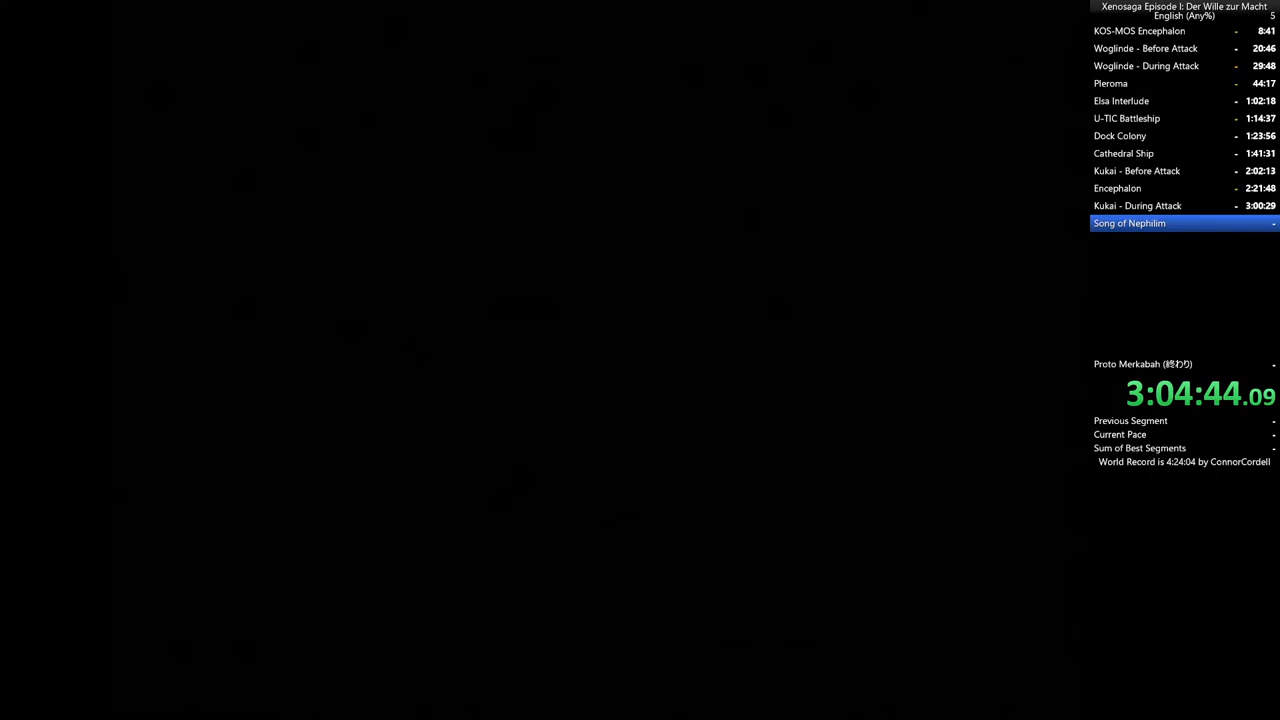 Xenosaga Episode I: Der Wille zur Macht
English (Any%) 5
KOS-MOS Encephalon - 8:41
Woglinde - Before Attack - 20:46
Woglinde - During Attack - 29:48
Pleroma - 44:17
Elsa Interlude - 1:02:18
U-TIC Battleship - 1:14:37
Dock Colony - 1:23:56
Cathedral Ship - 1:41:31
Kukai - Before Attack - 2:02:13
Encephalon - 2:21:48
Kukai - During Attack - 3:00:29
Song of Nephilim -
Proto Merkabah (終わり) -
3:04:44.09
Previous Segment -
Current Pace -
Sum of Best Segments -
World Record is 4:24:04 by ConnorCordell